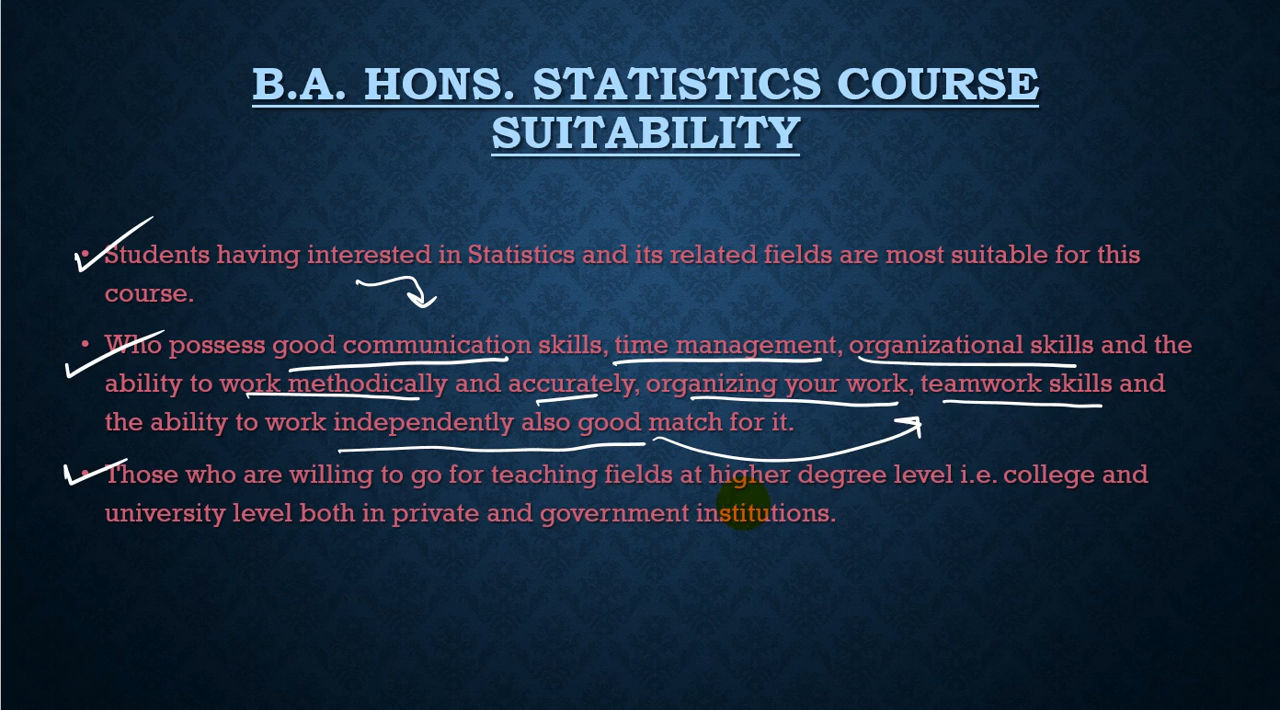 B.A. HONS. STATISTICS COURSE
SUITABILITY
• Students having interested in Statistics and its related fields are most suitable for this
course.
• Who possess good communication skills, time management, organizational skills and the
ability to work methodically and accurately, organizing your work, teamwork skills and
the ability to work independently also good match for it.
• Those who are willing to go for teaching fields at higher degree level i.e. college and
university level both in private and government institutions.